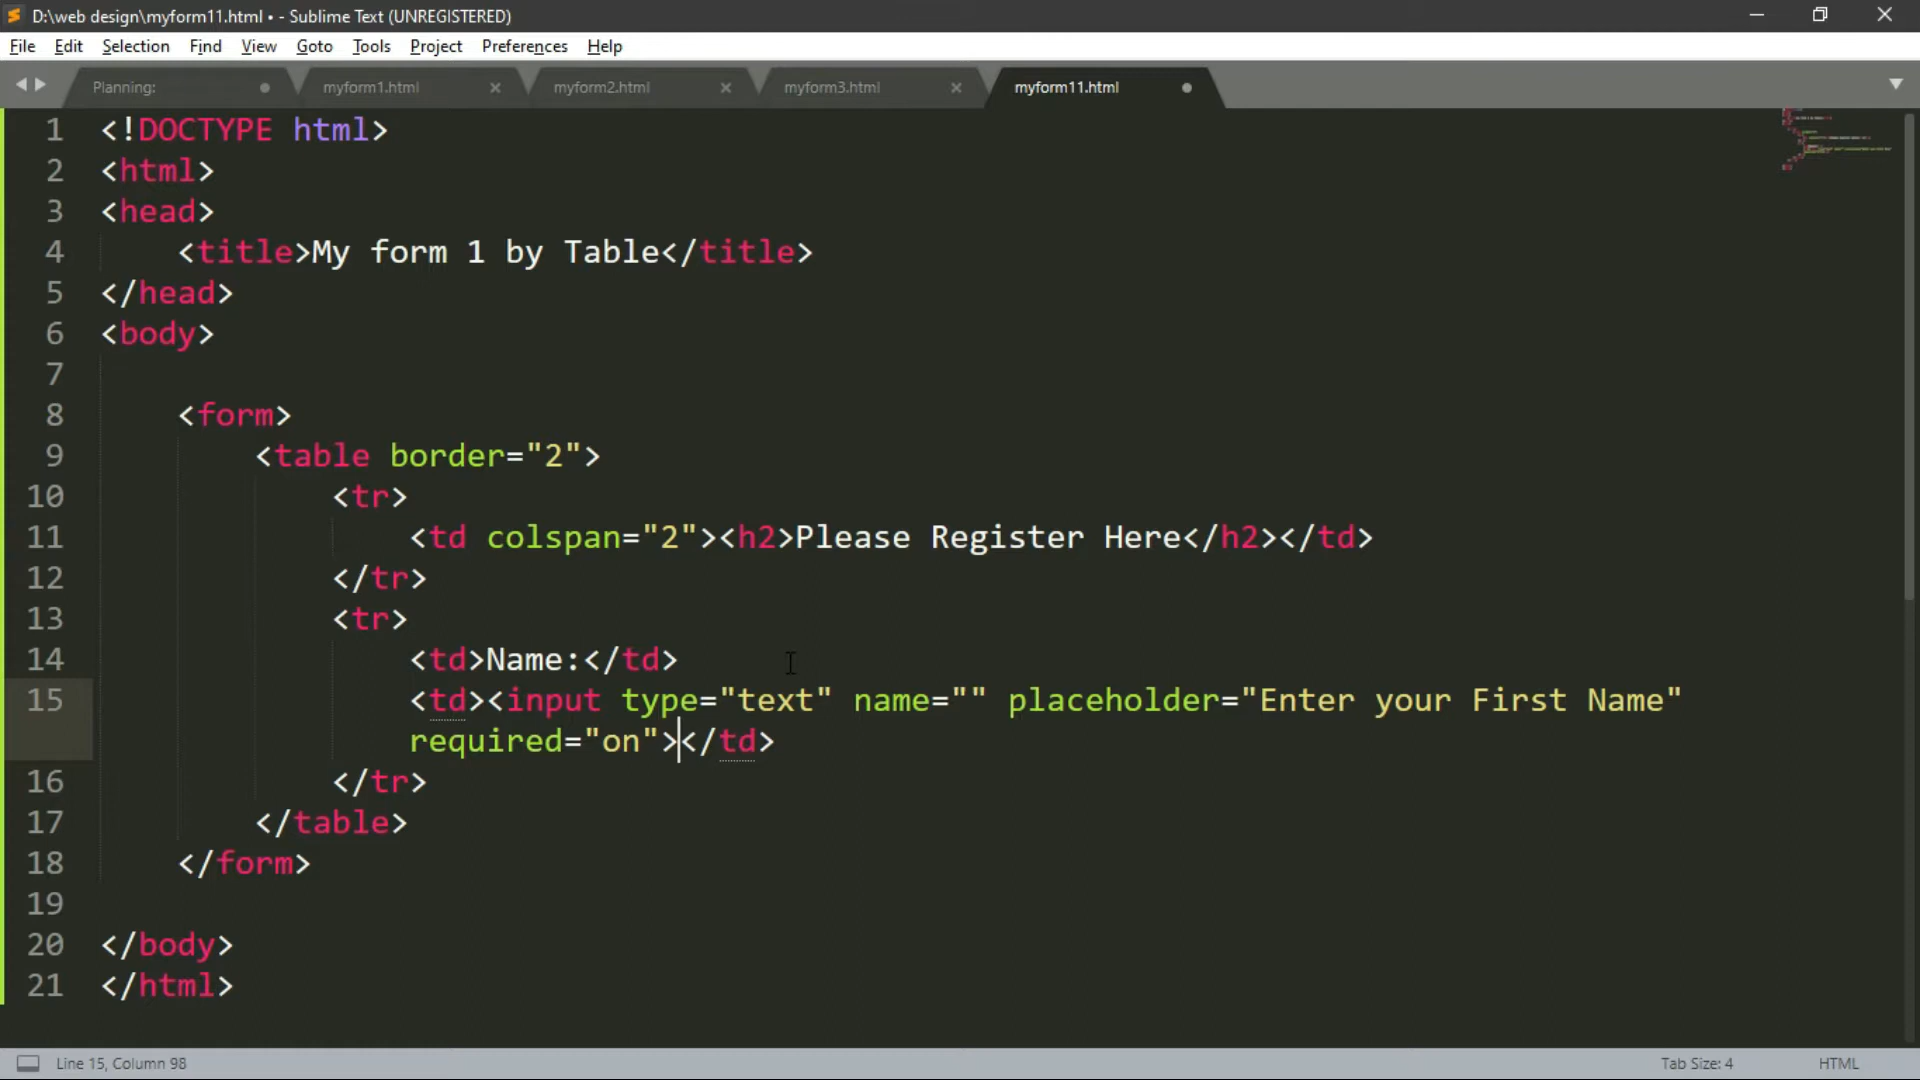 D:\web design\myform11.html • - Sublime Text (UNREGISTERED)
File Edit Selection Find View Goto Tools Project Preferences Help
Planning: myform1.html myform2.html myform3.html myform11.html
1 <!DOCTYPE html>
2 <html>
3 <head>
4 <title>My form 1 by Table</title>
5 </head>
6 <body>
7
8 <form>
9 <table border="2">
10 <tr>
11 <td colspan="2"><h2>Please Register Here</h2></td>
12 </tr>
13 <tr>
14 <td>Name:</td>
15 <td><input type="text" name="" placeholder="Enter your First Name"
required="on"></td>
16 </tr>
17 </table>
18 </form>
19
20 </body>
21 </html>
Line 15, Column 98 Tab Size: 4 HTML